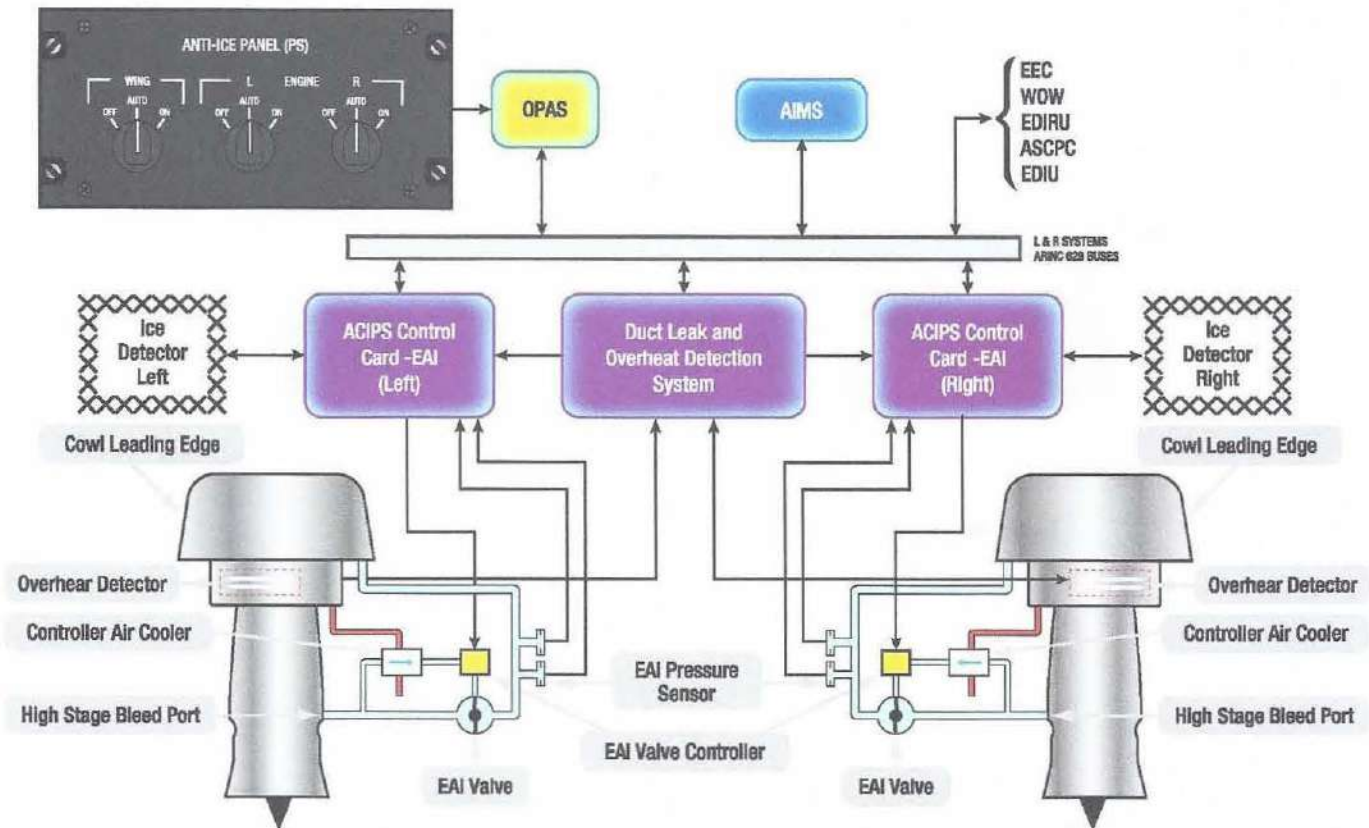 ANTI-ICE PANEL (PS)
WING
L ENGINE R
OFF AUTO ON
OFF AUTO ON
OFF AUTO ON
OPAS
AIMS
EEC
WOW
EDIRU
ASCPC
EDIU
L & R SYSTEMS
ARINC 629 BUSES
Ice
Detector
Left
ACIPS Control
Card -EAI
(Left)
Duct Leak and
Overheat Detection
System
ACIPS Control
Card -EAI
(Right)
Ice
Detector
Right
Cowl Leading Edge
Cowl Leading Edge
Overhear Detector
Overhear Detector
Controller Air Cooler
Controller Air Cooler
EAI Pressure
Sensor
High Stage Bleed Port
High Stage Bleed Port
EAI Valve Controller
EAI Valve
EAI Valve